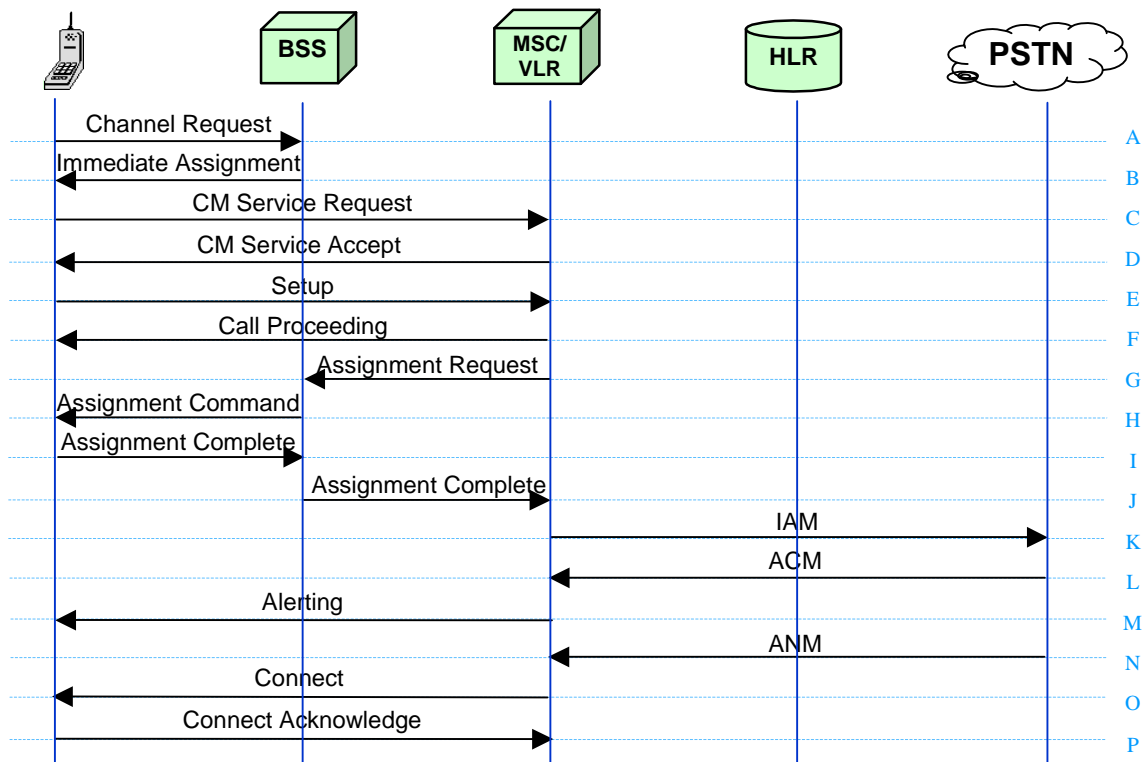 BSS
MSC/
VLR
HLR
PSTN
Channel Request
A
Immediate Assignment
B
CM Service Request
C
CM Service Accept
D
Setup
E
Call Proceeding
F
Assignment Request
G
Assignment Command
H
Assignment Complete
I
Assignment Complete
J
IAM
K
ACM
L
Alerting
M
ANM
N
Connect
O
Connect Acknowledge
P